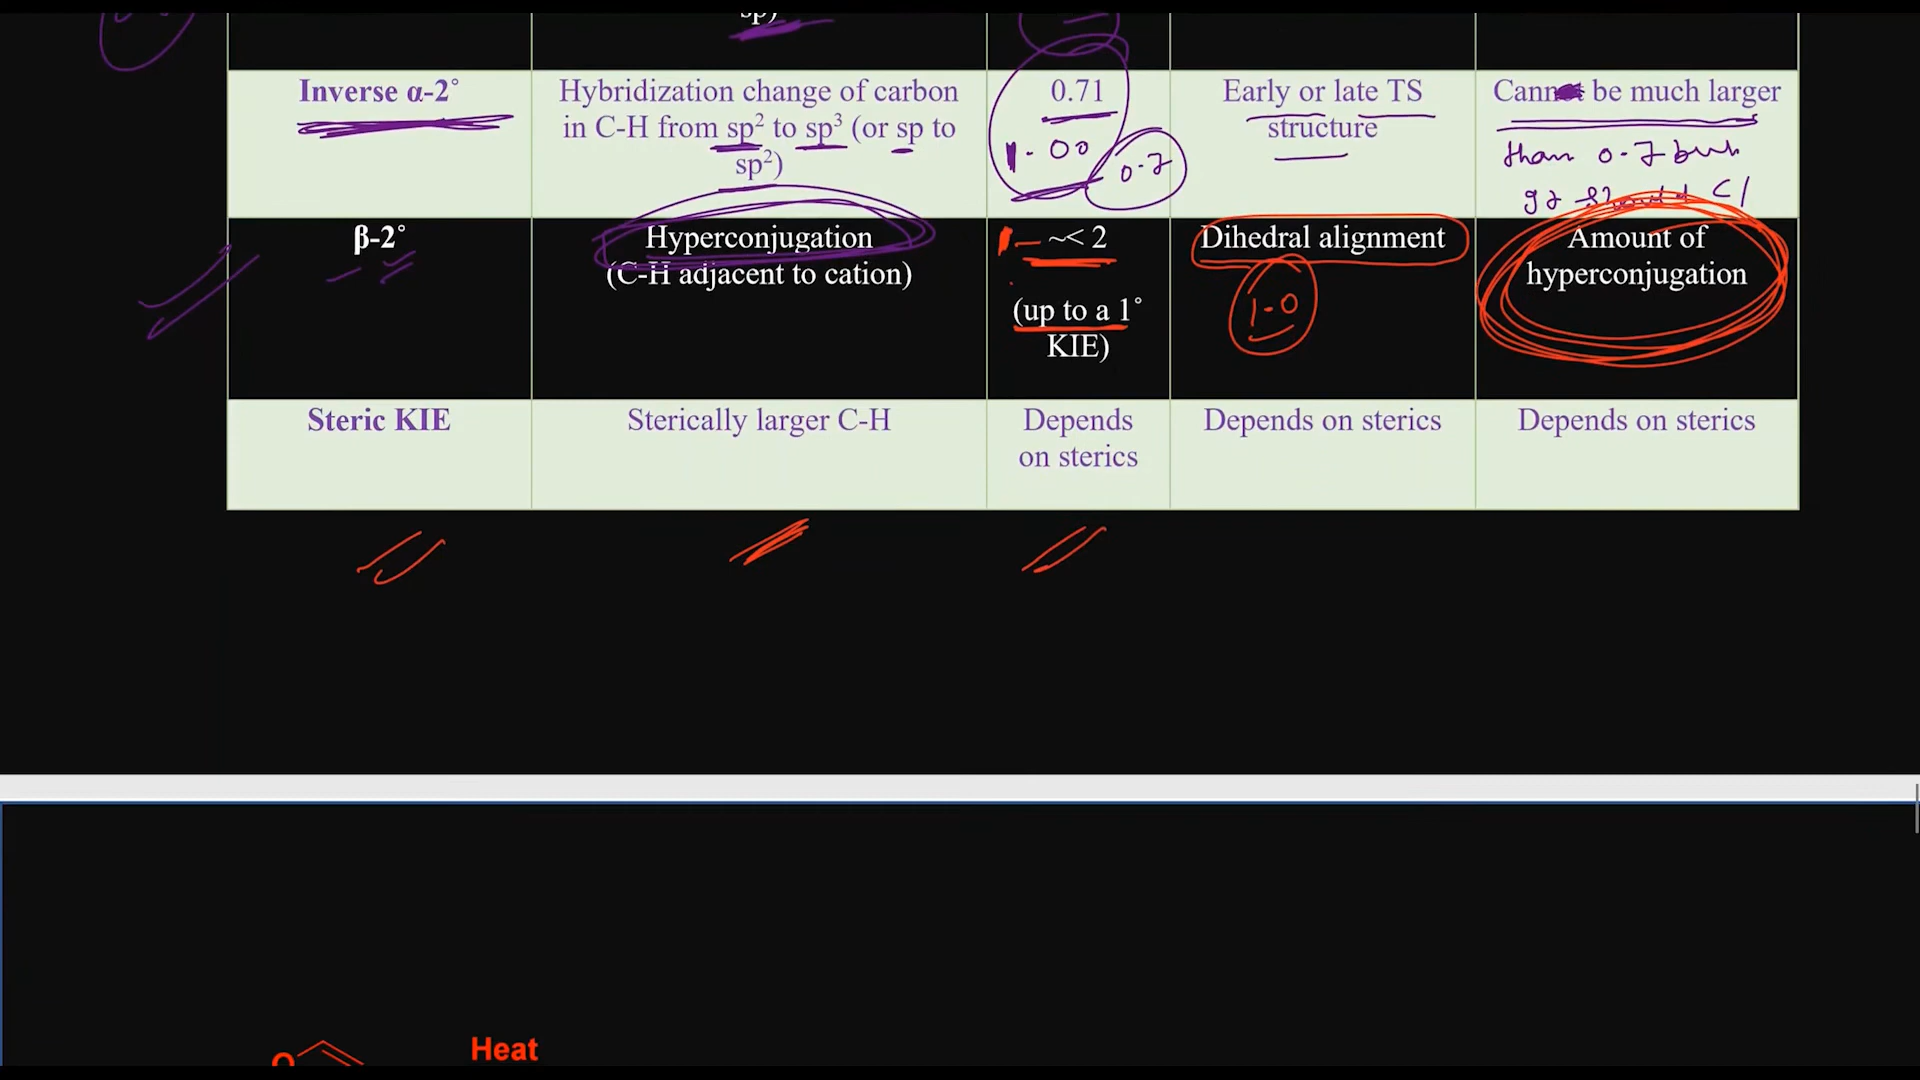 sp)
Inverse α-2°
Hybridization change of carbon
in C-H from sp² to sp³ (or sp to
sp²)
0.71
1.00
0.7
Early or late TS
structure
be much larger
than 0.7 but
<1
β-2°
Hyperconjugation
(C-H adjacent to cation)
1- ~< 2
(up to a 1°
KIE)
Dihedral alignment
1.0
Amount of
hyperconjugation
Steric KIE
Sterically larger C-H
Depends
on sterics
Depends on sterics
Depends on sterics
O
Heat